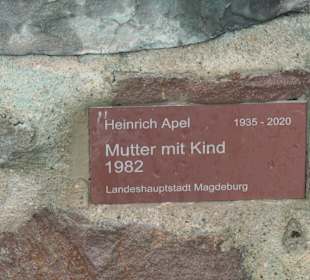 Heinrich Apel 1935 - 2020
Mutter mit Kind
1982
Landeshauptstadt Magdeburg